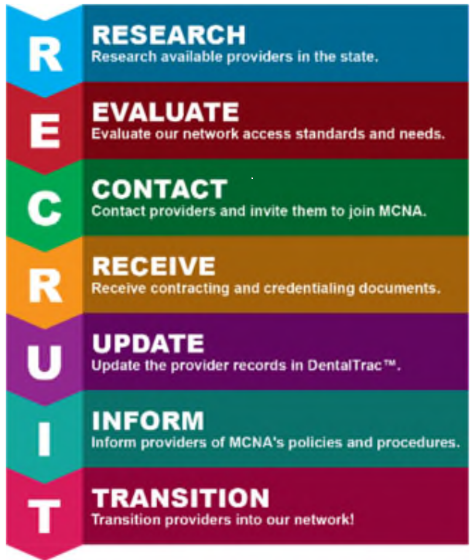 R
RESEARCH
Research available providers in the state.
E
EVALUATE
Evaluate our network access standards and needs.
C
CONTACT
Contact providers and invite them to join MCNA.
R
RECEIVE
Receive contracting and credentialing documents.
U
UPDATE
Update the provider records in DentalTrac™.
I
INFORM
Inform providers of MCNA's policies and procedures.
T
TRANSITION
Transition providers into our network!